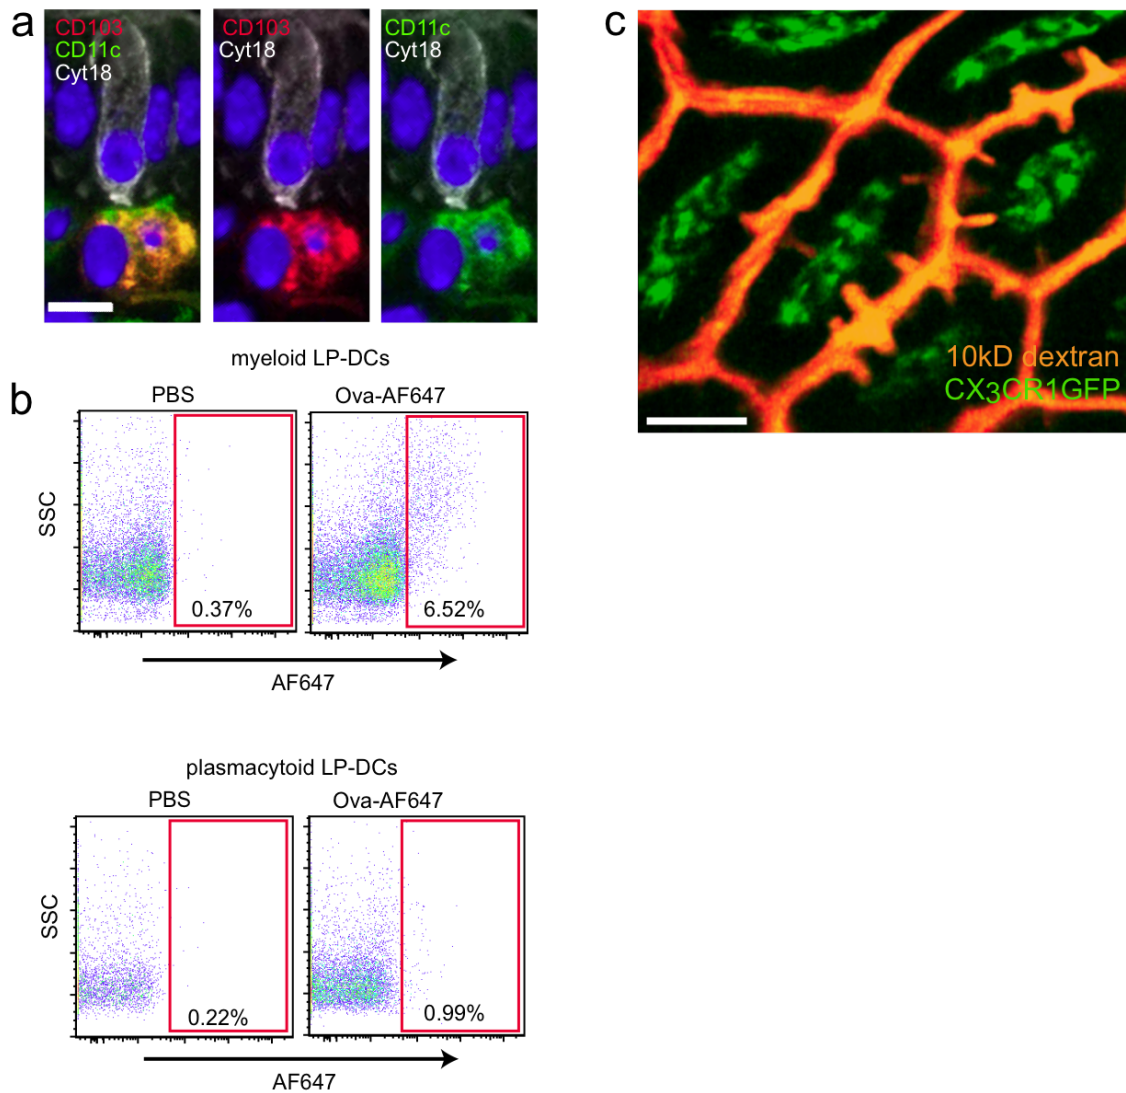 a
CD103
CD11c
Cyt18
CD103
Cyt18
CD11c
Cyt18
myeloid LP-DCs
b
PBS
Ova-AF647
SSC
0.37%
6.52%
AF647
plasmacytoid LP-DCs
PBS
Ova-AF647
SSC
0.22%
0.99%
AF647
c
10kD dextran
CX3CR1GFP